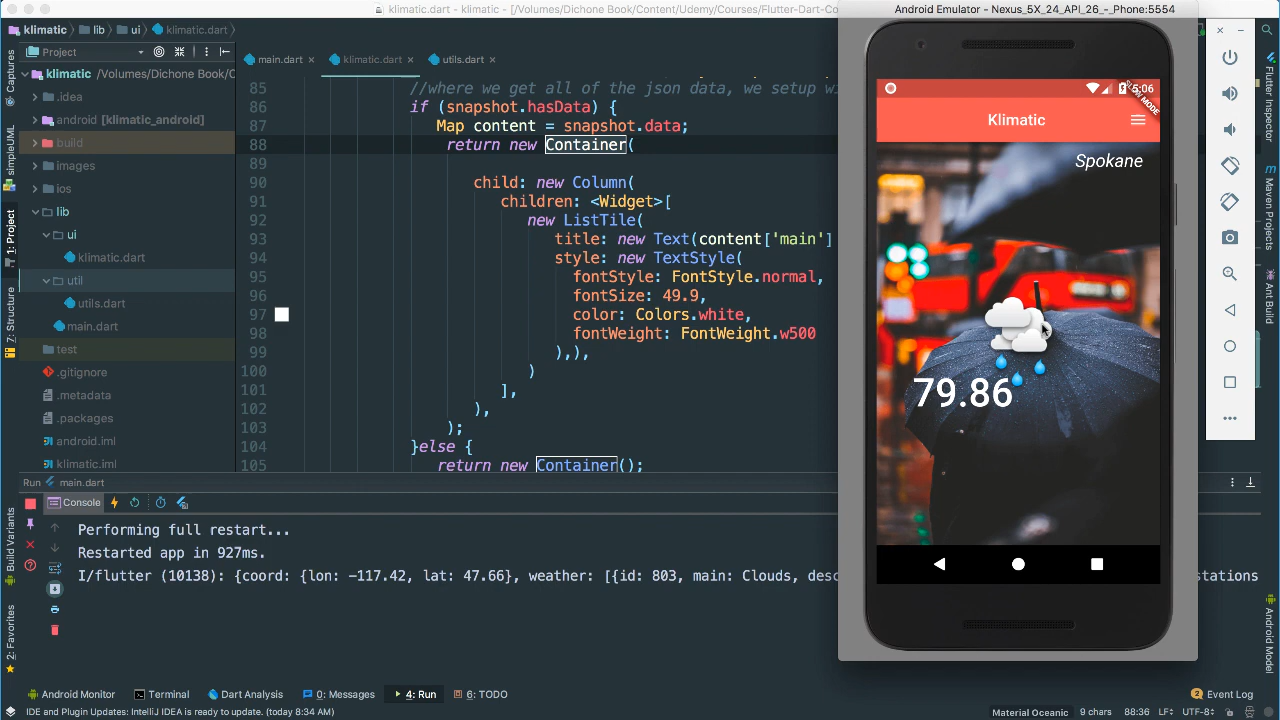 klimatic.dart - [/Volumes/Dichone Book/Content/Udemy/Courses/Flutter-Dart-Co
Android Emulator - Nexus_5X_24_API_26_-_Phone:5554
klimatic lib ui klimatic.dart
Project
main.dart klimatic.dart utils.dart
klimatic /Volumes/Dichone Book/C
.idea
android [klimatic_android]
build
images
ios
lib
ui
klimatic.dart
util
utils.dart
main.dart
test
.gitignore
.metadata
.packages
android.iml
klimatic.iml
Captures
simpleUML
1: Project
7: Structure
Build Variants
2: Favorites
85 //where we get all of the json data, we setup wi
86 if (snapshot.hasData) {
87 Map content = snapshot.data;
88 return new Container(
89
90 child: new Column(
91 children: <Widget>[
92 new ListTile(
93 title: new Text(content['main']
94 style: new TextStyle(
95 fontStyle: FontStyle.normal,
96 fontSize: 49.9,
97 color: Colors.white,
98 fontWeight: FontWeight.w500
99 ),),
100 )
101 ],
102 ),
103 );
104 }else {
105 return new Container();
5:06
SLOW MODE
Klimatic
Spokane
79.86
Flutter Inspector
Maven Projects
Ant Build
Android Model
Run main.dart
Console
Performing full restart...
Restarted app in 927ms.
I/flutter (10138): {coord: {lon: -117.42, lat: 47.66}, weather: [{id: 803, main: Clouds, desc
stations
Android Monitor Terminal Dart Analysis 0: Messages 4: Run 6: TODO
2 Event Log
IDE and Plugin Updates: IntelliJ IDEA is ready to update. (today 8:34 AM)
Material Oceanic 9 chars 88:36 LF÷ UTF-8÷